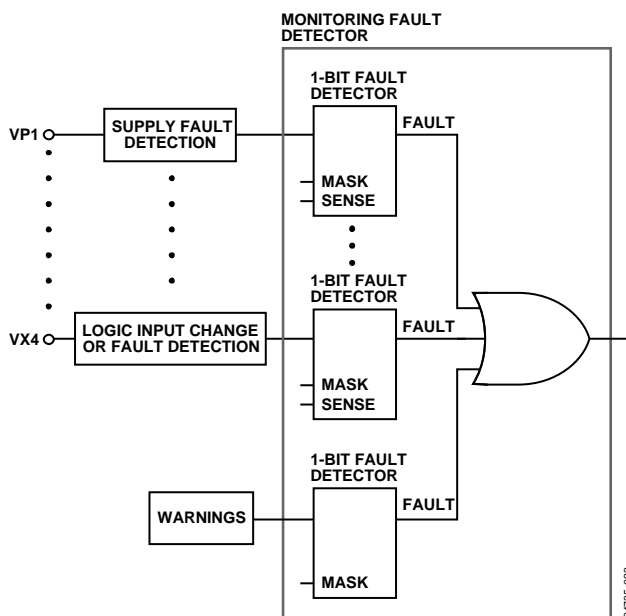 MONITORING FAULT
DETECTOR
1-BIT FAULT
DETECTOR
FAULT
VP1
SUPPLY FAULT
DETECTION
MASK
SENSE
1-BIT FAULT
DETECTOR
FAULT
VX4
LOGIC INPUT CHANGE
OR FAULT DETECTION
MASK
SENSE
1-BIT FAULT
DETECTOR
FAULT
WARNINGS
MASK